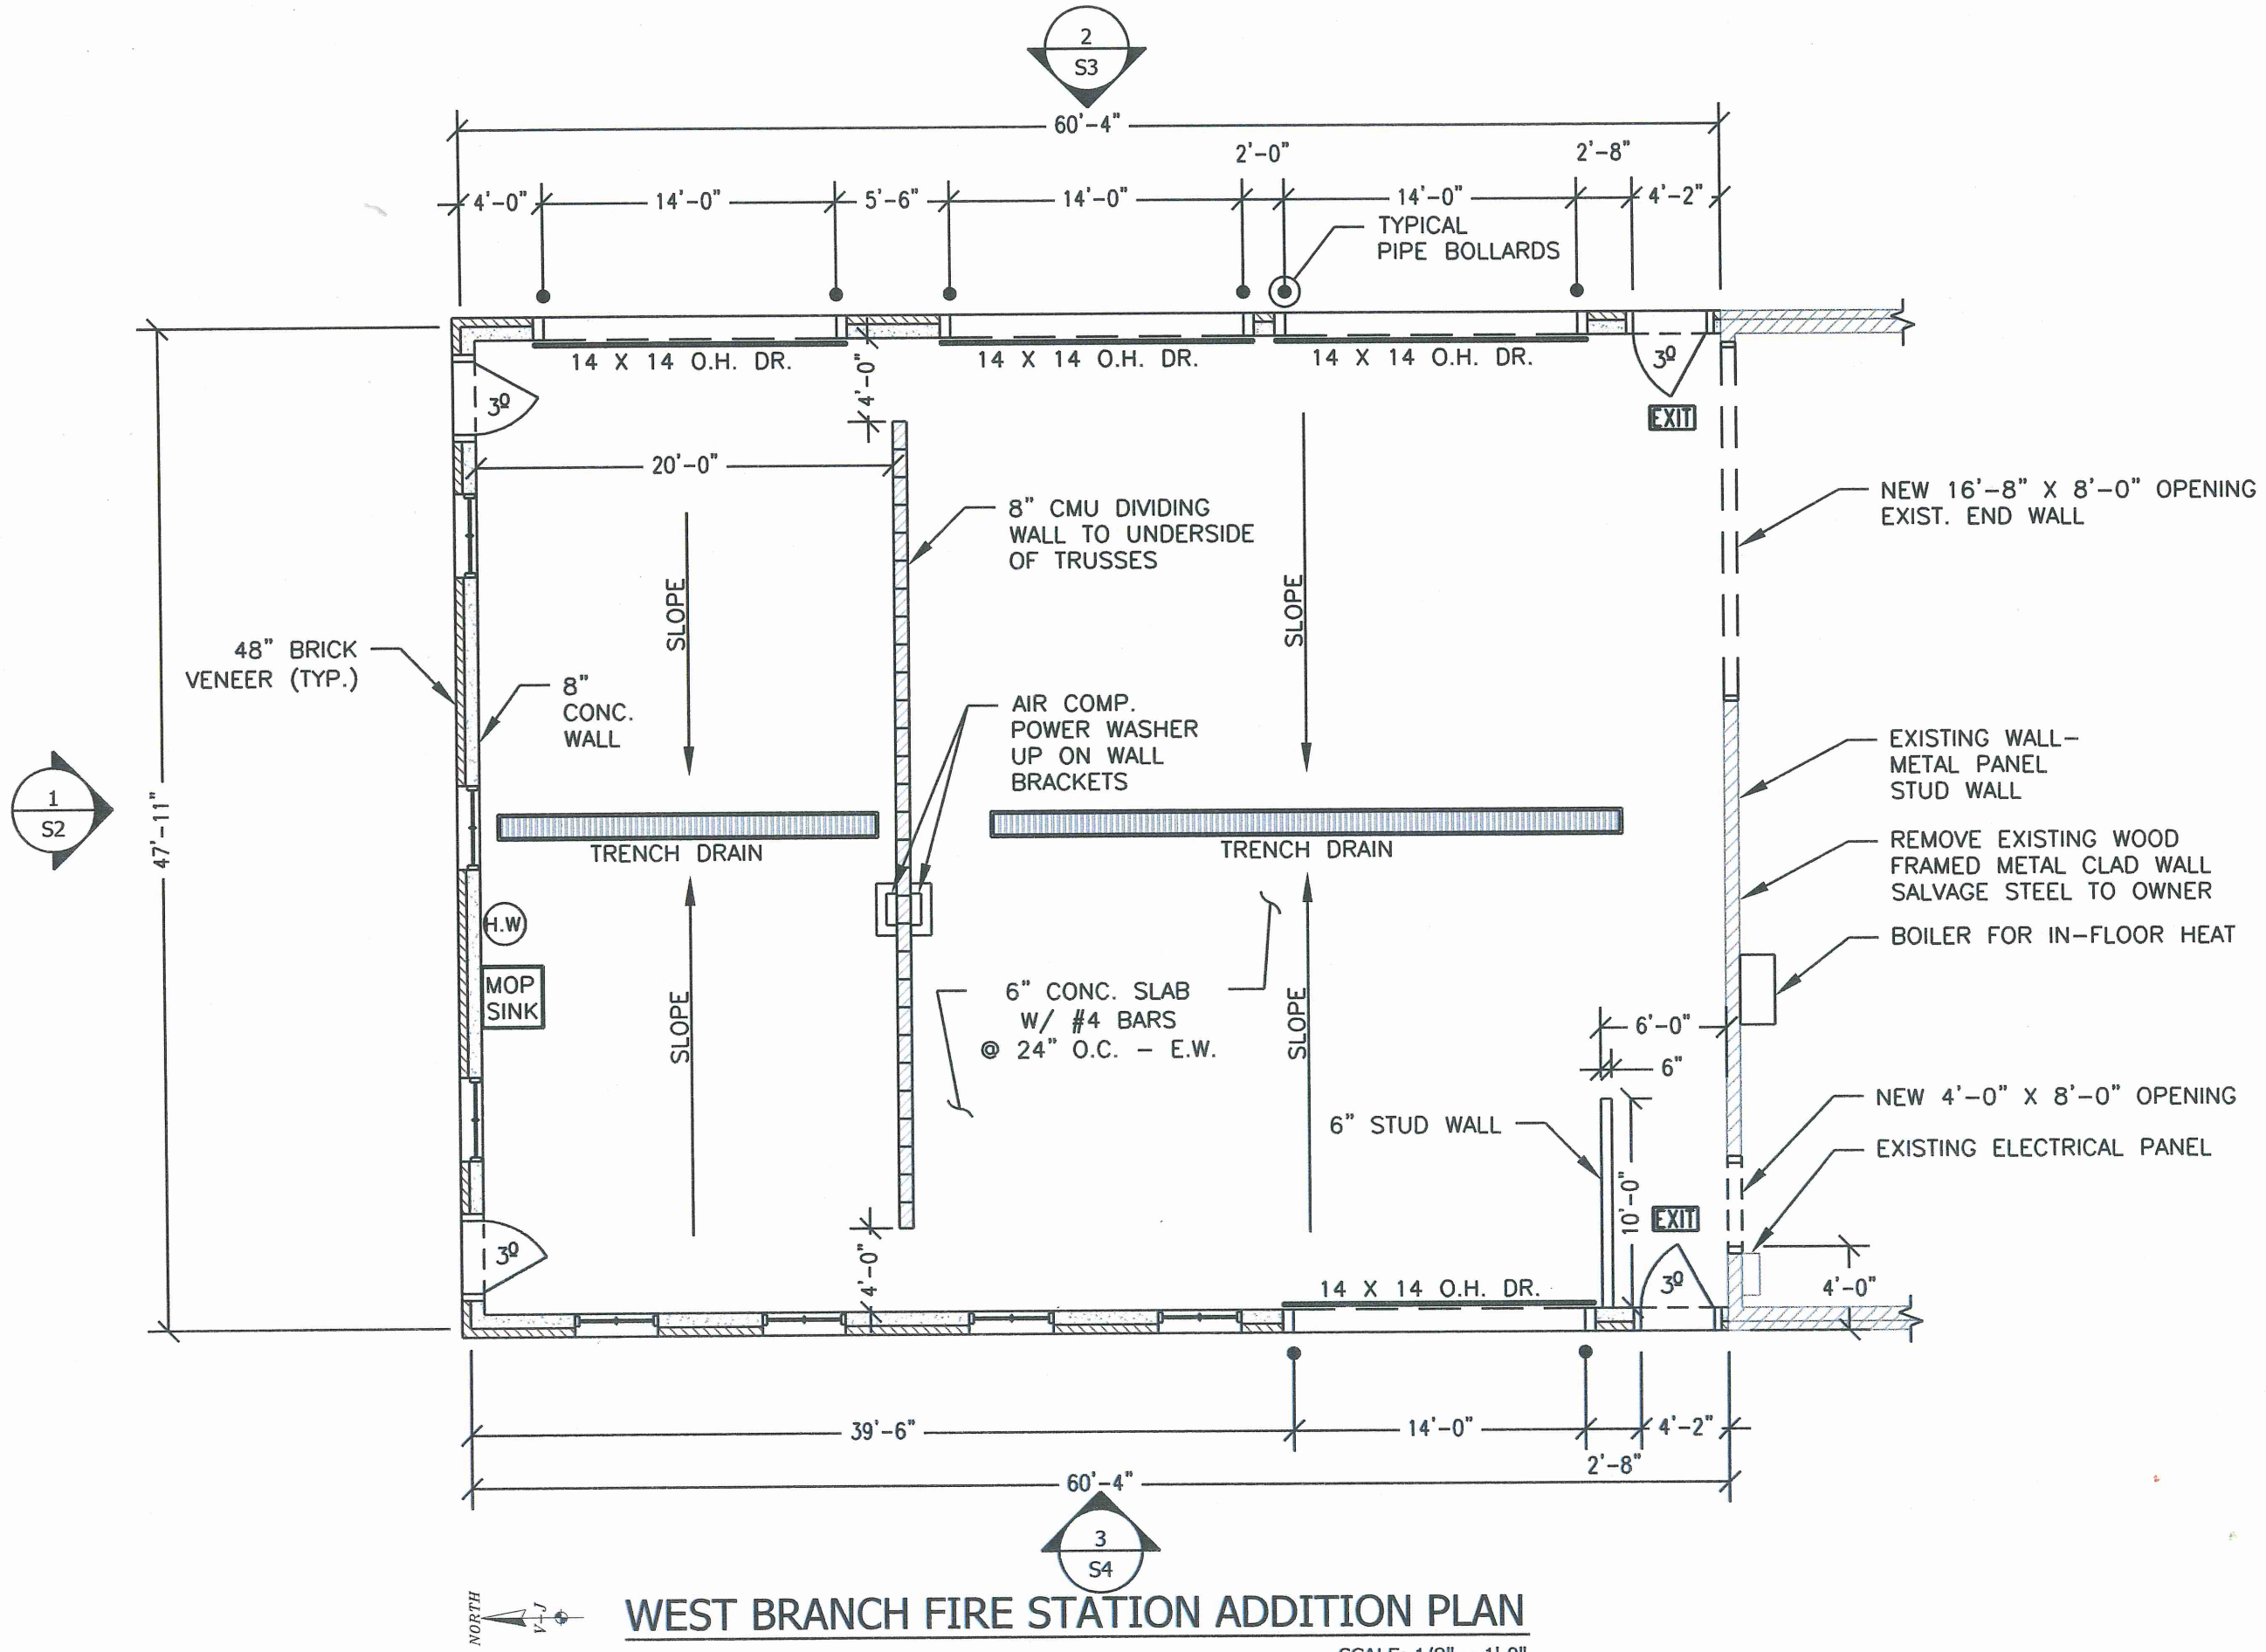 2
S3
60'-4"
2'-0"
2'-8"
4'-0"
14'-0"
5'-6"
14'-0"
14'-0"
4'-2"
TYPICAL
PIPE BOLLARDS
14 X 14 O.H. DR.
14 X 14 O.H. DR.
14 X 14 O.H. DR.
4'-0"
3º
3º
EXIT
20'-0"
8" CMU DIVIDING
WALL TO UNDERSIDE
OF TRUSSES
NEW 16'-8" X 8'-0" OPENING
EXIST. END WALL
SLOPE
SLOPE
48" BRICK
VENEER (TYP.)
8"
CONC.
WALL
AIR COMP.
POWER WASHER
UP ON WALL
BRACKETS
EXISTING WALL-
METAL PANEL
STUD WALL
1
S2
47'-11"
TRENCH DRAIN
TRENCH DRAIN
REMOVE EXISTING WOOD
FRAMED METAL CLAD WALL
SALVAGE STEEL TO OWNER
BOILER FOR IN-FLOOR HEAT
H.W
MOP
SINK
SLOPE
6" CONC. SLAB
W/ #4 BARS
@ 24" O.C. - E.W.
SLOPE
6'-0"
6"
6" STUD WALL
10'-0"
NEW 4'-0" X 8'-0" OPENING
EXISTING ELECTRICAL PANEL
EXIT
3º
4'-0"
14 X 14 O.H. DR.
3º
4'-0"
39'-6"
14'-0"
4'-2"
2'-8"
60'-4"
3
S4
NORTH
V-J
WEST BRANCH FIRE STATION ADDITION PLAN